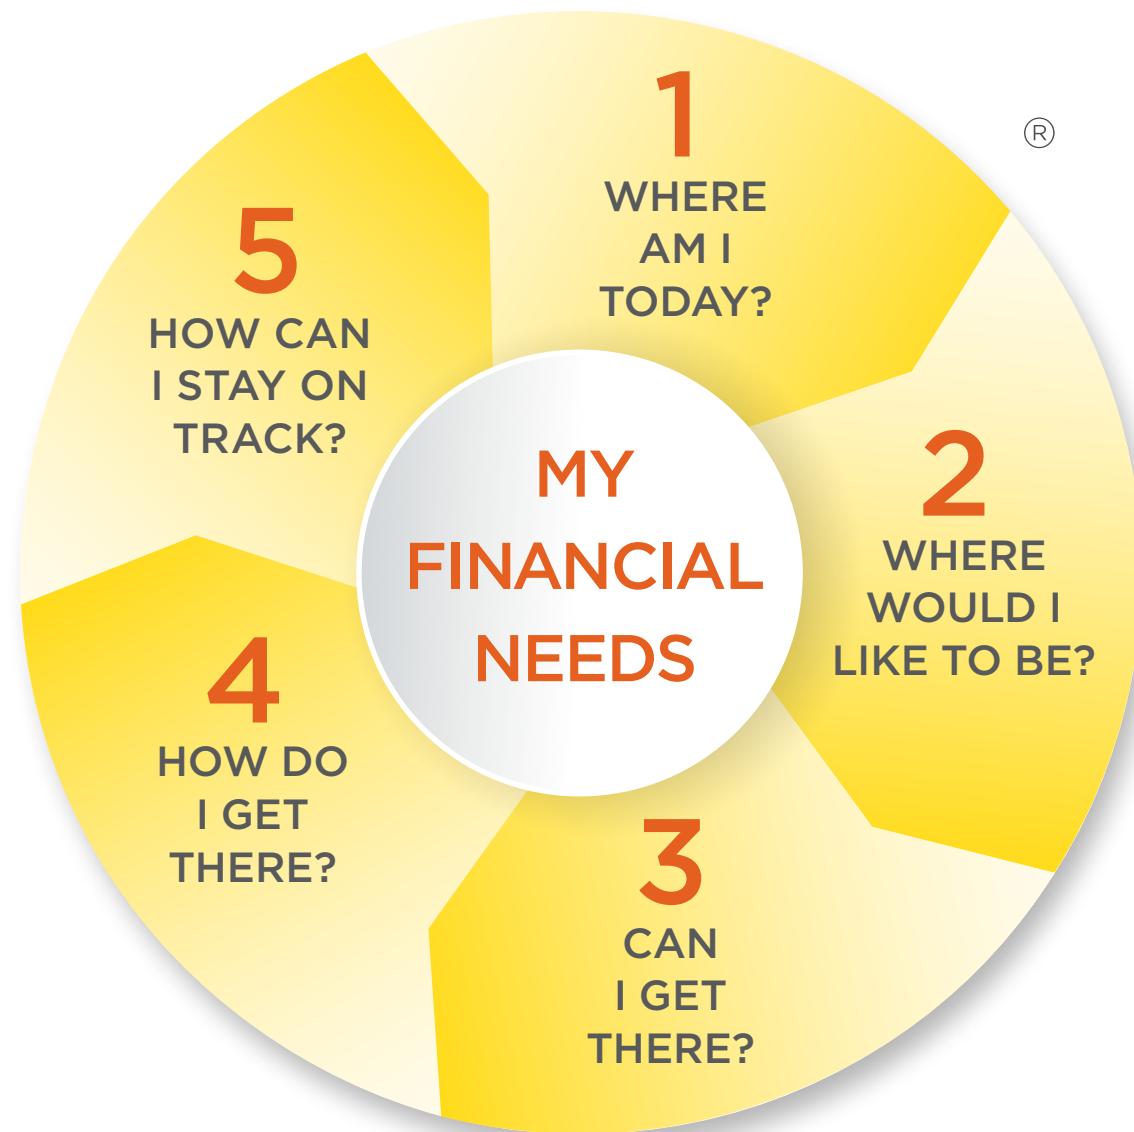 MY
FINANCIAL
NEEDS
1
WHERE
AM I
TODAY?
®
2
WHERE
WOULD I
LIKE TO BE?
3
CAN
I GET
THERE?
4
HOW DO
I GET
THERE?
5
HOW CAN
I STAY ON
TRACK?